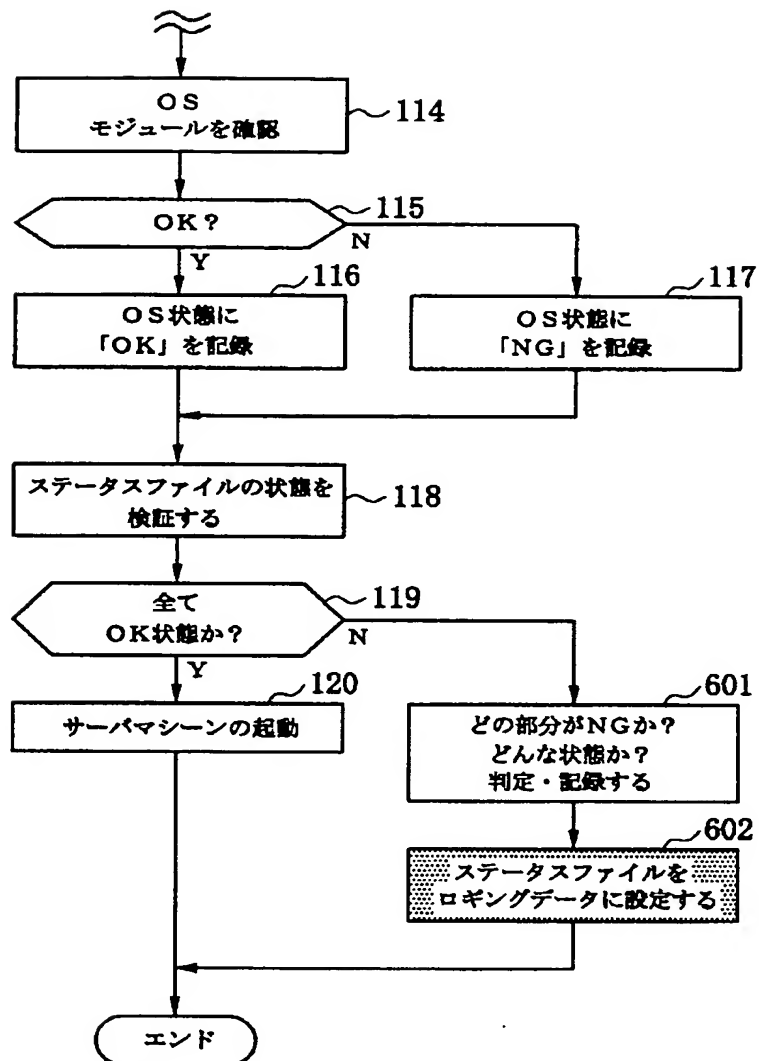 OS
モジュールを確認
114
OK?
115
N
Y
116
OS状態に
「OK」を記録
117
OS状態に
「NG」を記録
ステータスファイルの状態を
検証する
118
全て
OK状態か?
119
N
Y
120
サーバマシーンの起動
601
どの部分がNGか?
どんな状態か?
判定・記録する
602
ステータスファイルを
ロギングデータに設定する
エンド